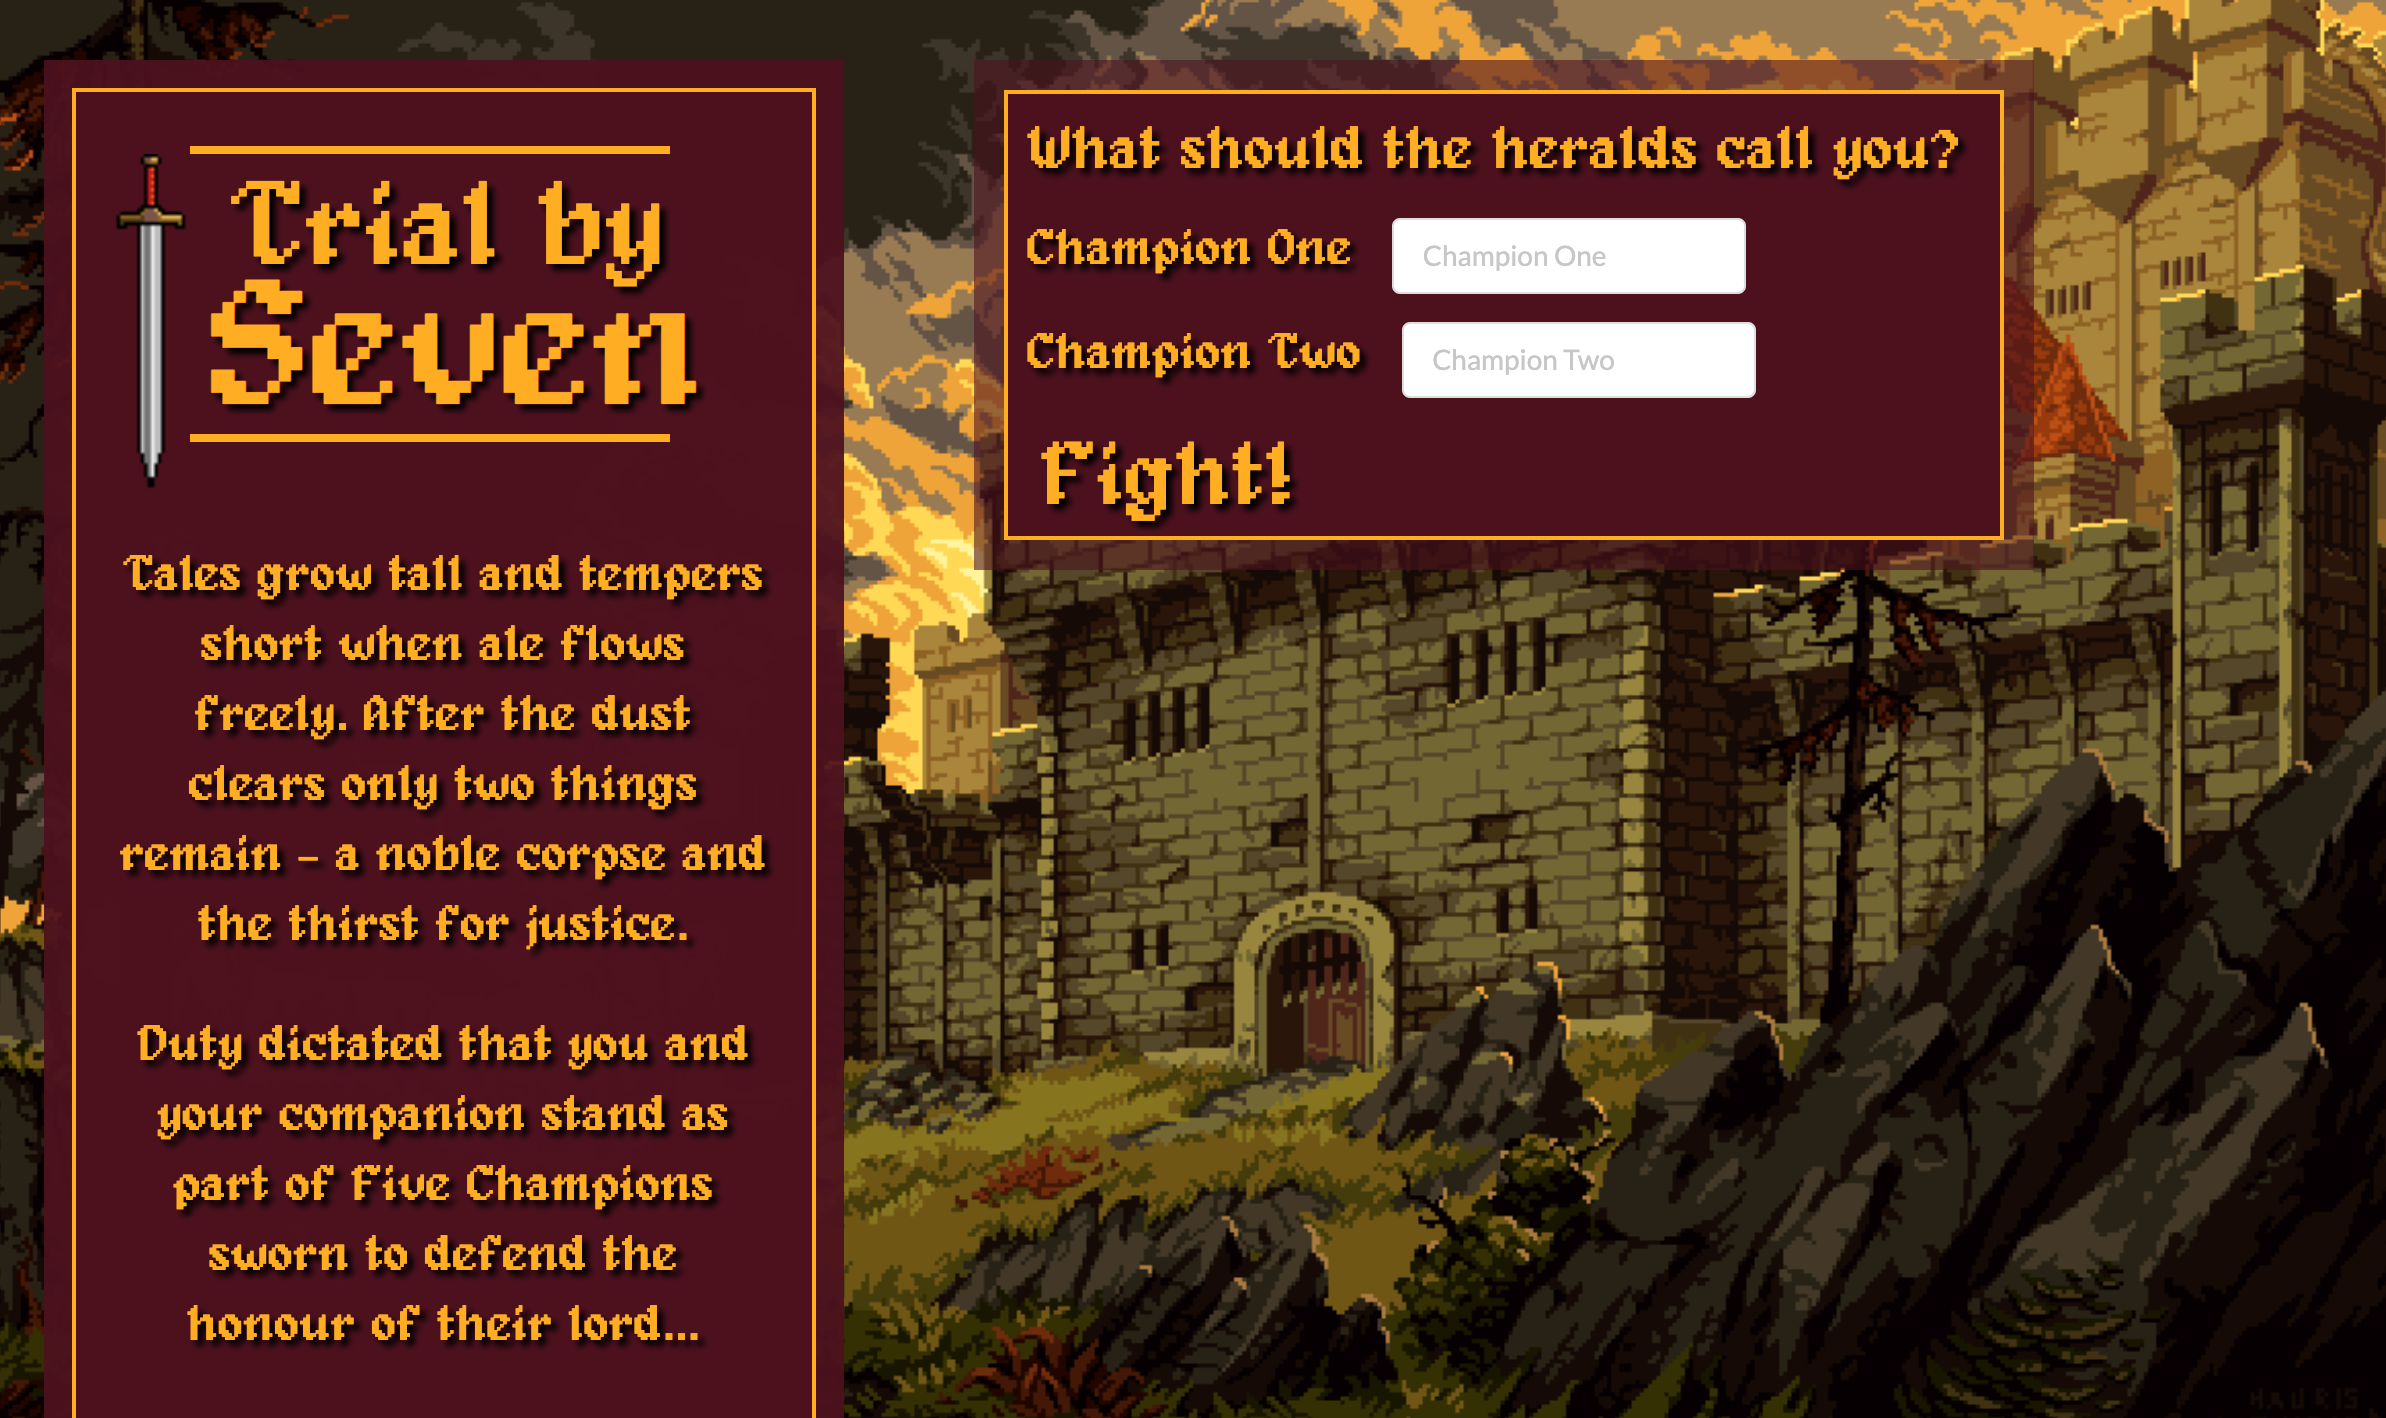 Trial by
Seven
Tales grow tall and tempers
short when ale flows
freely. After the dust
clears only two things
remain - a noble corpse and
the thirst for justice.
Duty dictated that you and
your companion stand as
part of Five Champions
sworn to defend the
honour of their lord...
What should the heralds call you?
Champion One
Champion One
Champion Two
Champion Two
Fight!
HAURIS